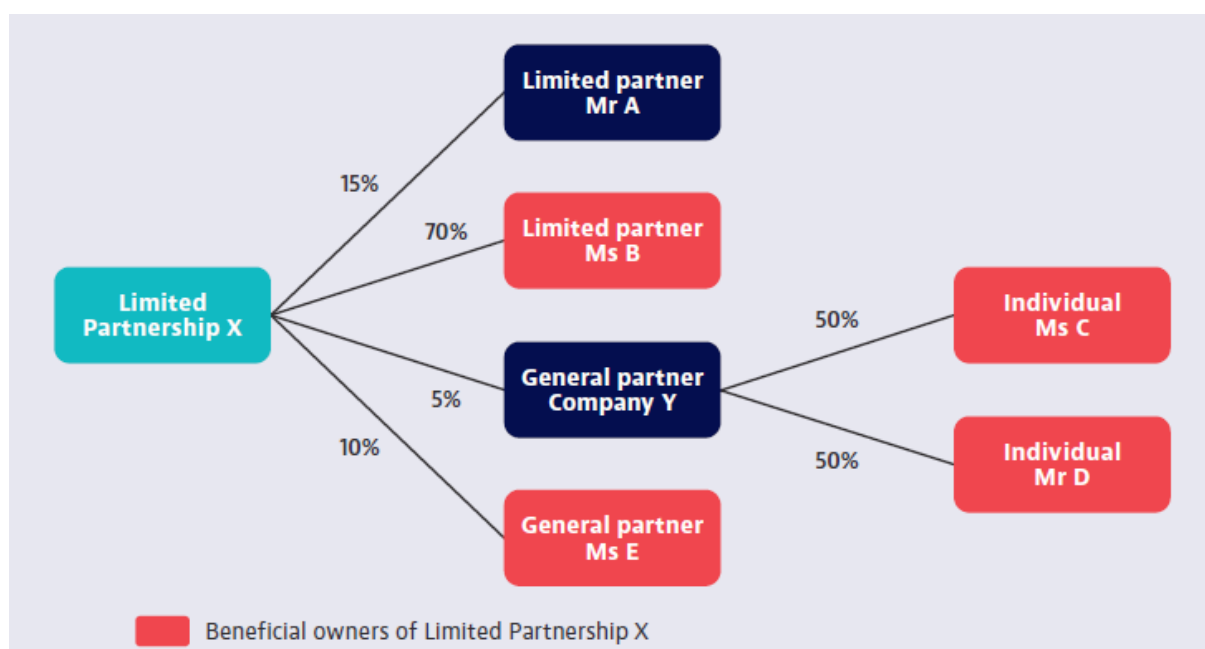 Limited partner
Mr A
15%
70%
Limited partner
Ms B
Limited
Partnership X
50%
Individual
Ms C
General partner
Company Y
5%
10%
50%
Individual
Mr D
General partner
Ms E
Beneficial owners of Limited Partnership X